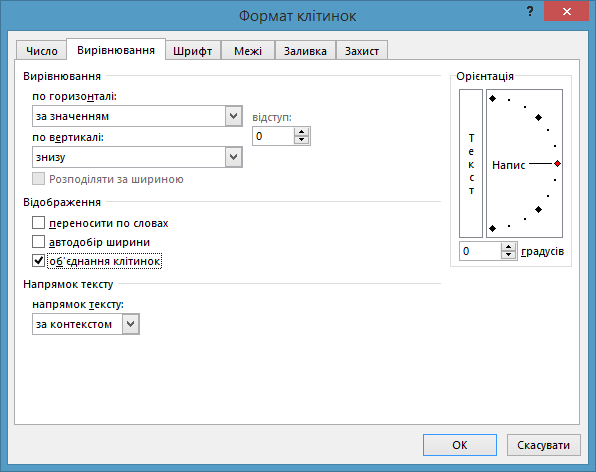 Формат клітинок
?
Число Вирівнювання Шрифт Межі Заливка Захист
Вирівнювання
по горизонталі:
за значенням
відступ:
0
по вертикалі:
знизу
Розподіляти за шириною
Відображення
переносити по словах
автодобір ширини
об`єднання клітинок
Напрямок тексту
напрямок тексту:
за контекстом
Орієнтація
Текст
Напис
0 градусів
ОК Скасувати